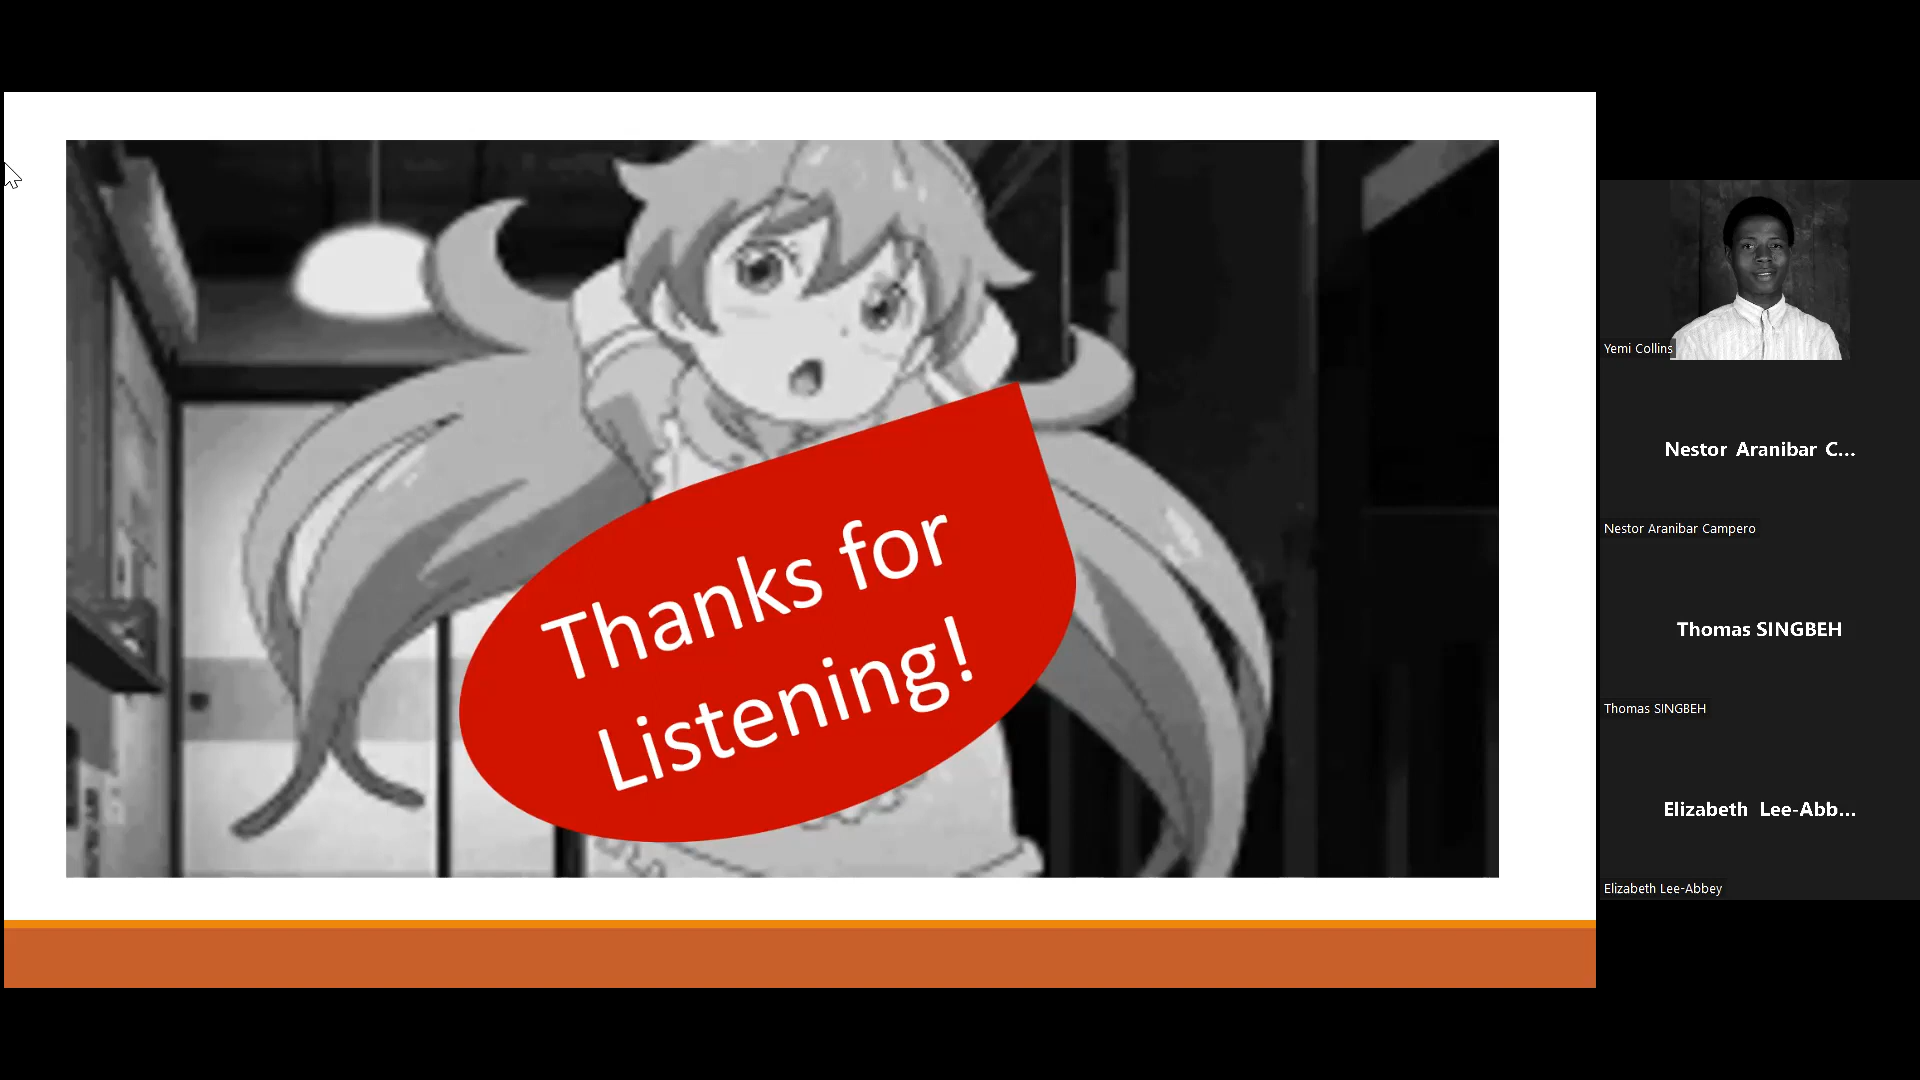 Thanks for
Listening!
Yemi Collins
Nestor Aranibar C...
Nestor Aranibar Campero
Thomas SINGBEH
Thomas SINGBEH
Elizabeth Lee-Abb...
Elizabeth Lee-Abbey